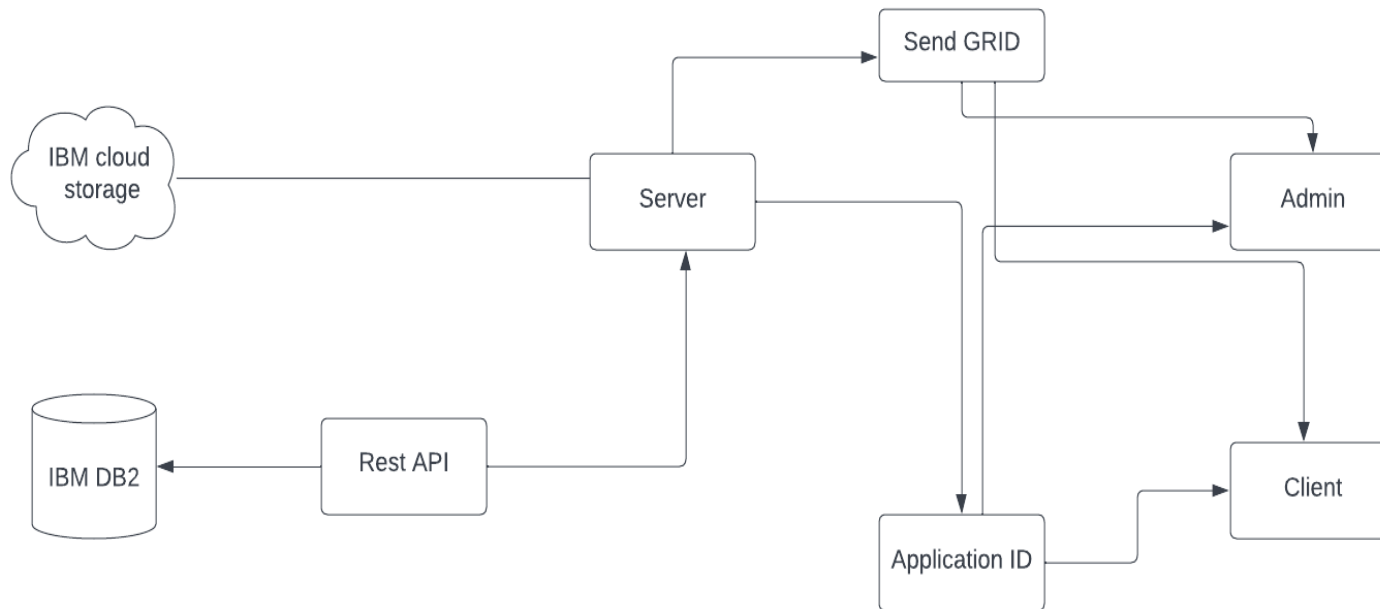 Send GRID
IBM cloud
storage
Server
Admin
IBM DB2
Rest API
Client
Application ID